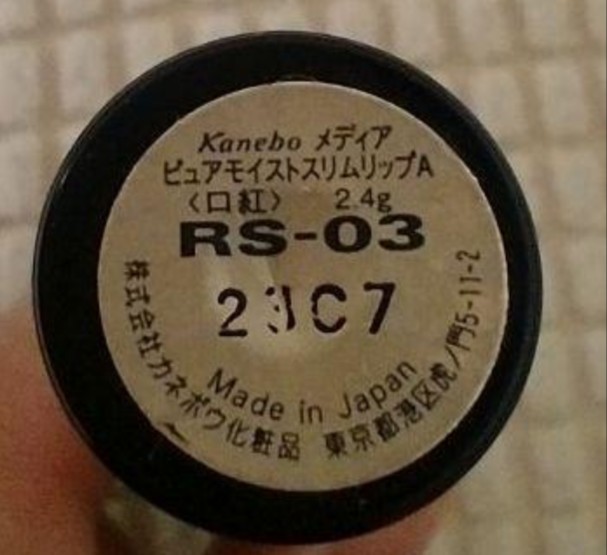 Kanebo メディア
ピュアモイストスリムリップA
〈口紅〉 2.4g
RS-03
Made in Japan
株式会社カネボウ化粧品 東京都港区虎ノ門5-11-2